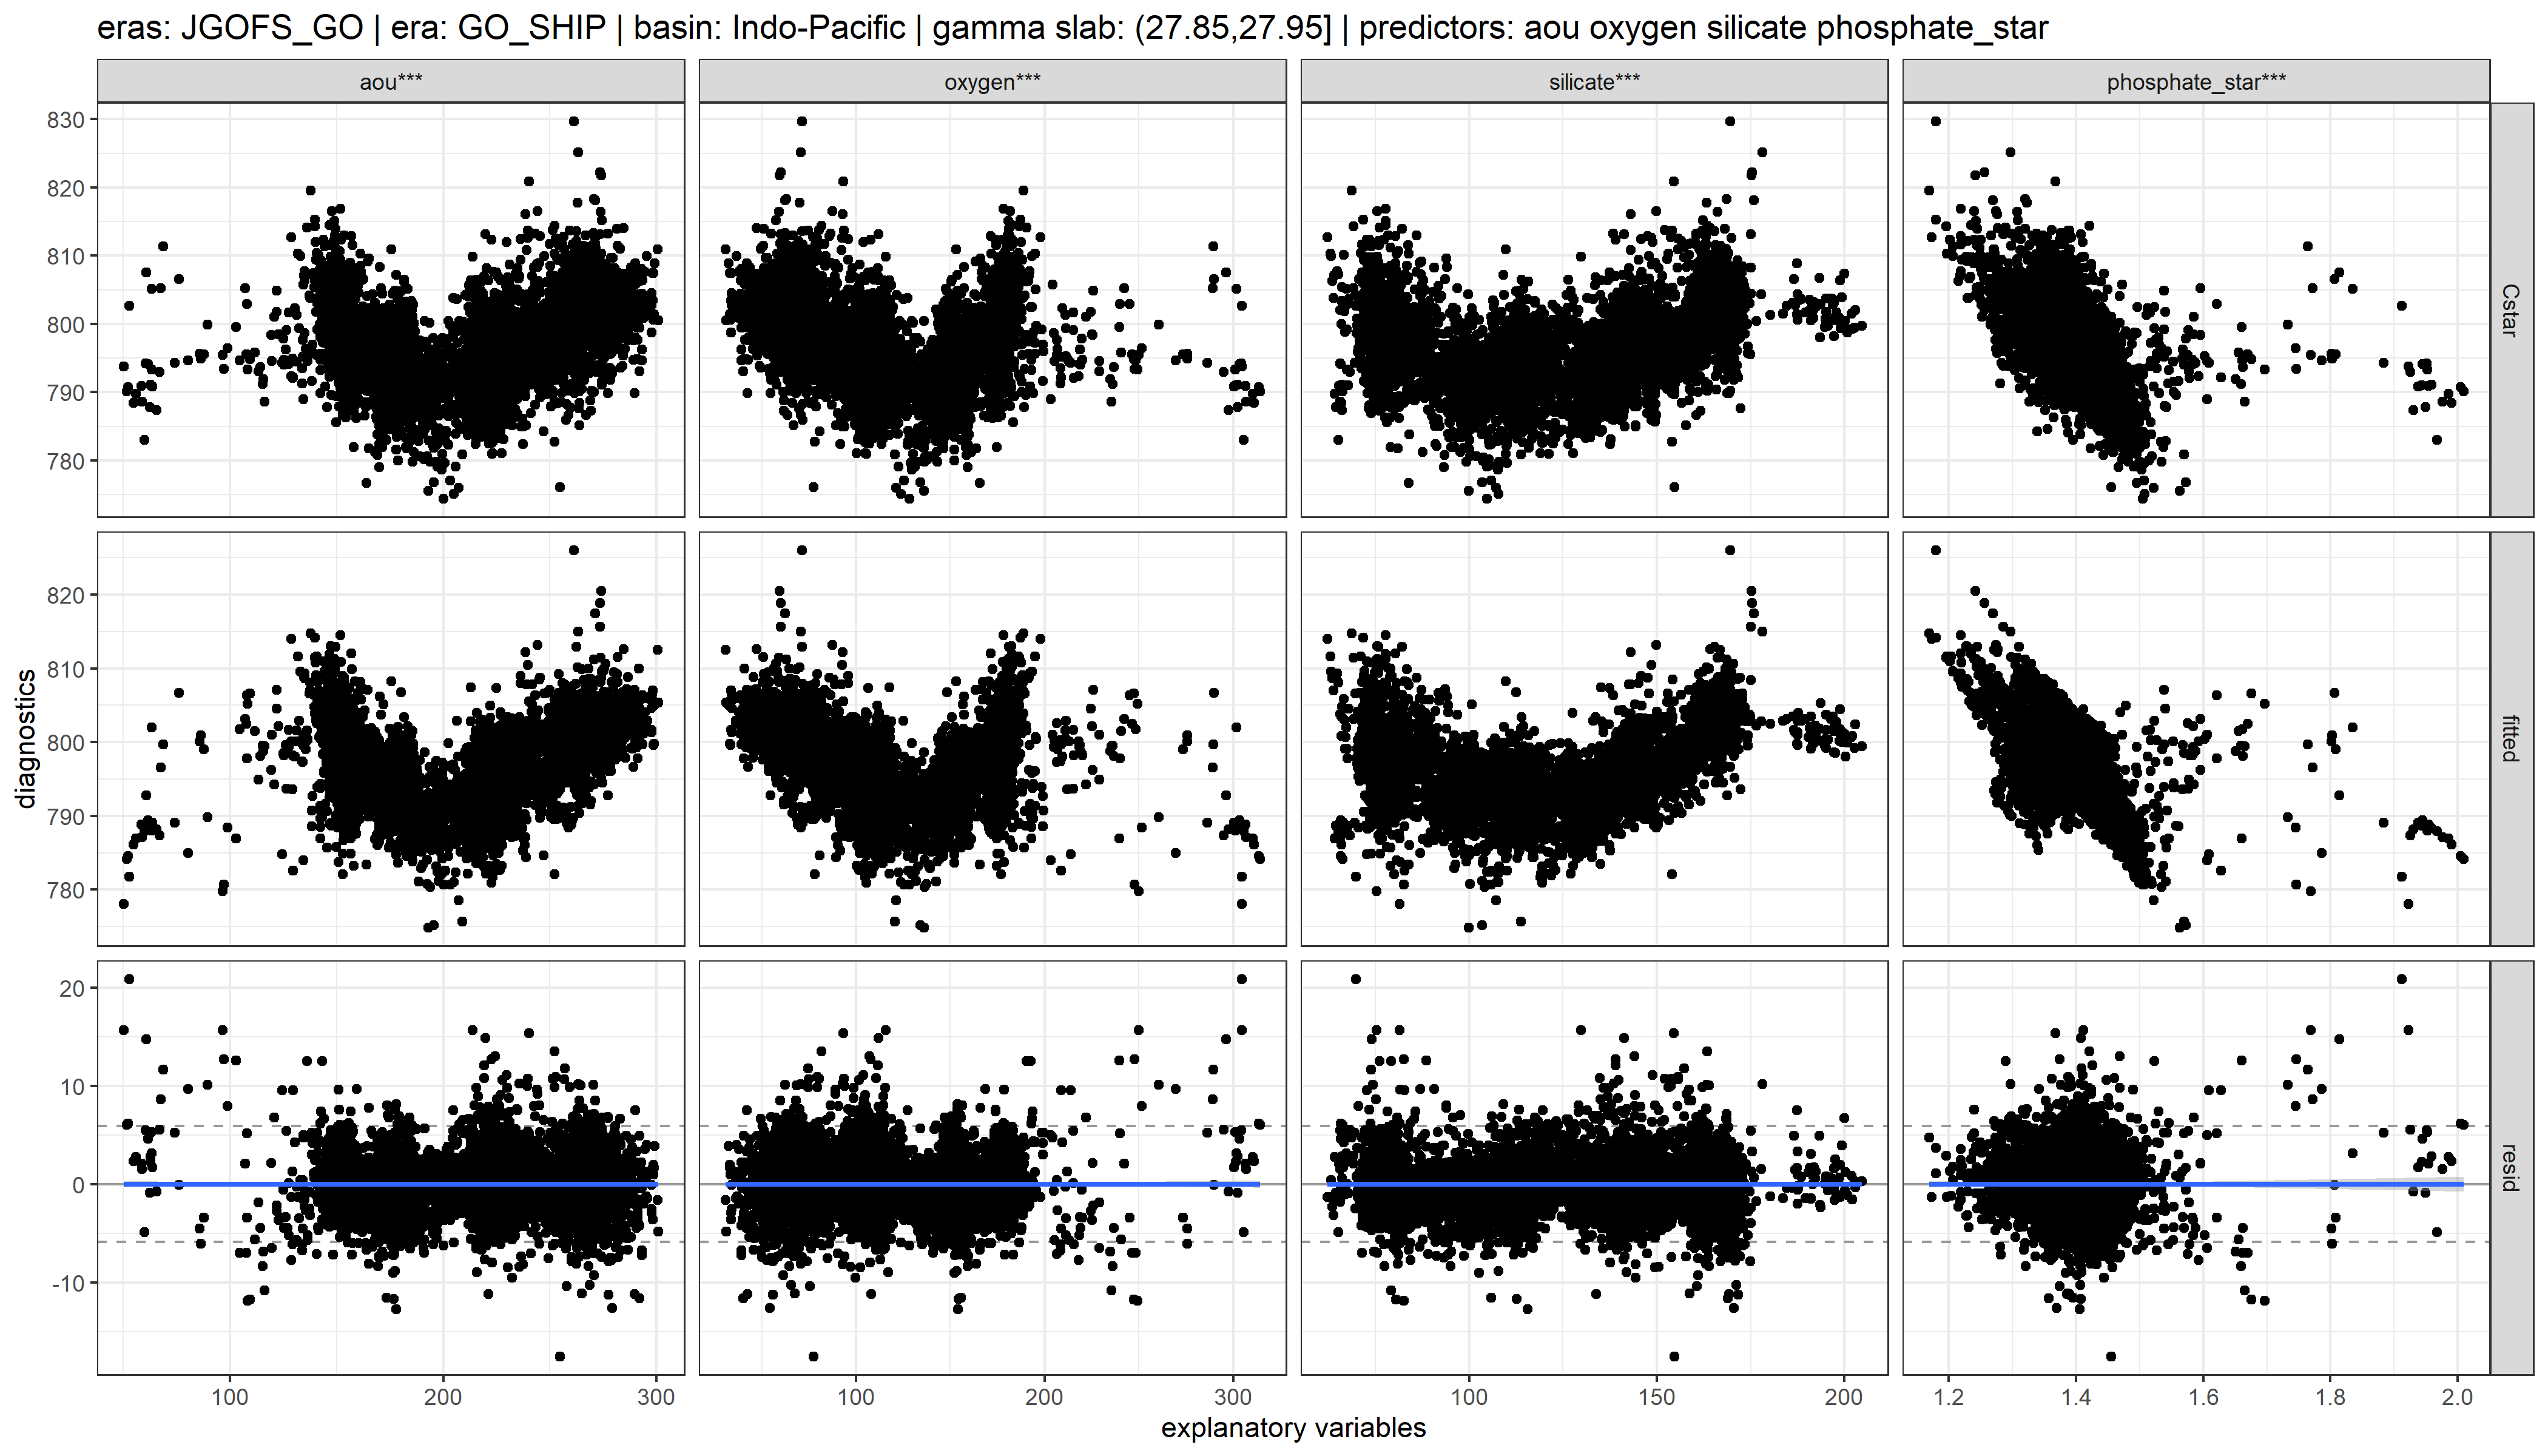 eras: JGOFS_GO | era: GO_SHIP | basin: Indo-Pacific | gamma slab: (27.85,27.95] | predictors: aou oxygen silicate phosphate_star
aou*** oxygen*** silicate*** phosphate_star***
830
820
810
800
790
780
Cstar
820
810
800
790
780
fitted
diagnostics
20
10
0
-10
resid
100 200 300 100 200 300 100 150 200 1.2 1.4 1.6 1.8 2.0
explanatory variables